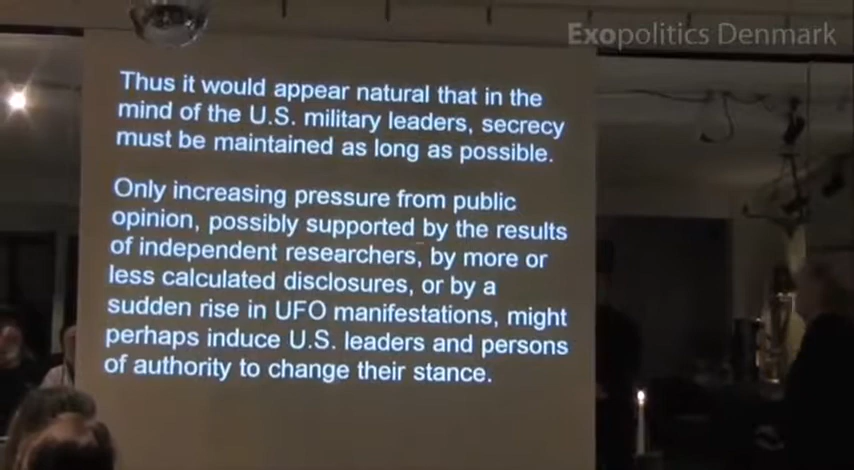 Exopolitics Denmark
Thus it would appear natural that in the
mind of the U.S. military leaders, secrecy
must be maintained as long as possible.
Only increasing pressure from public
opinion, possibly supported by the results
of independent researchers, by more or
less calculated disclosures, or by a
sudden rise in UFO manifestations, might
perhaps induce U.S. leaders and persons
of authority to change their stance.